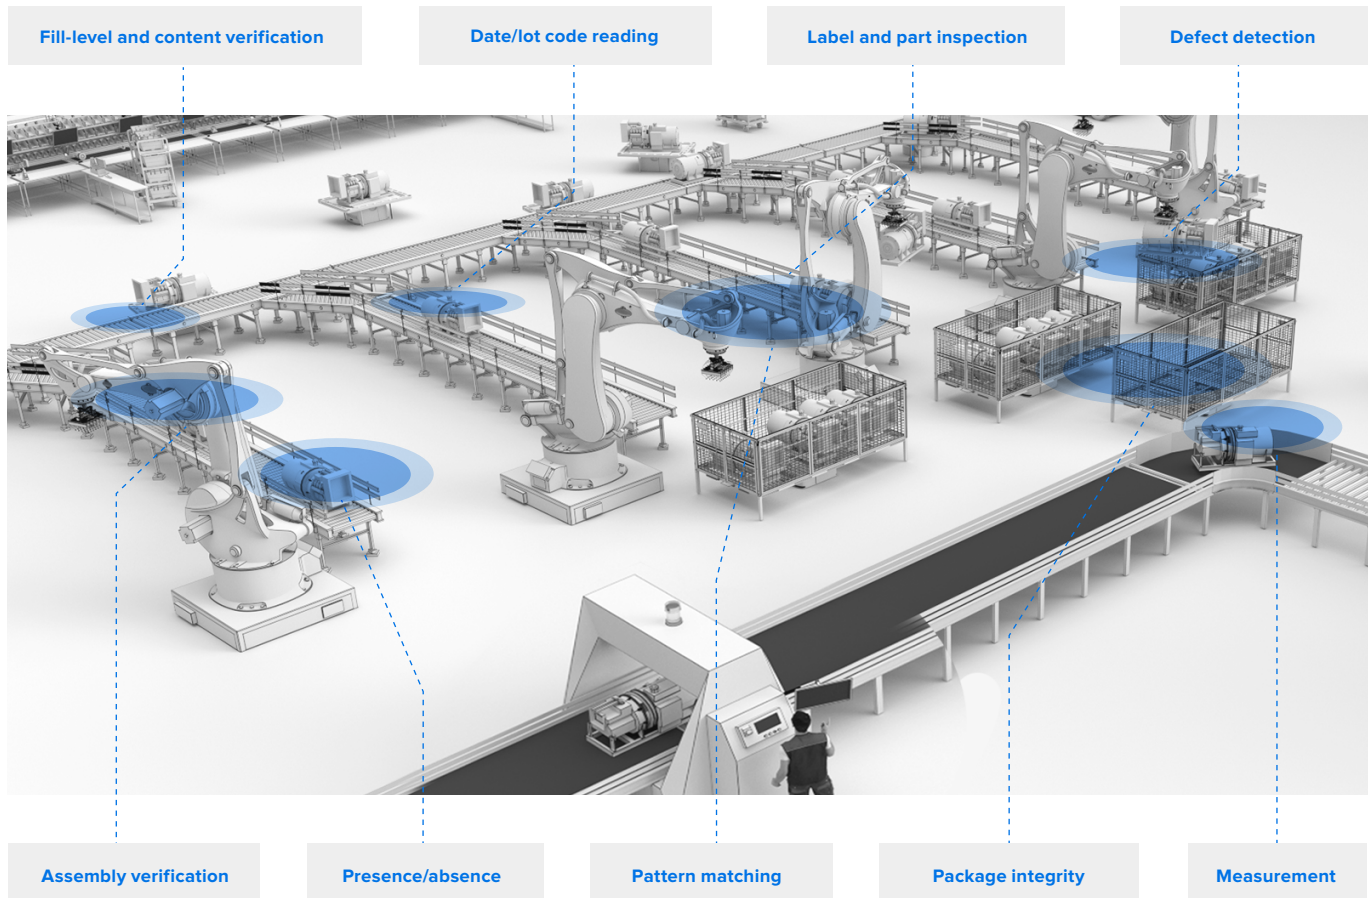 Fill-level and content verification
Date/lot code reading
Label and part inspection
Defect detection
Assembly verification
Presence/absence
Pattern matching
Package integrity
Measurement